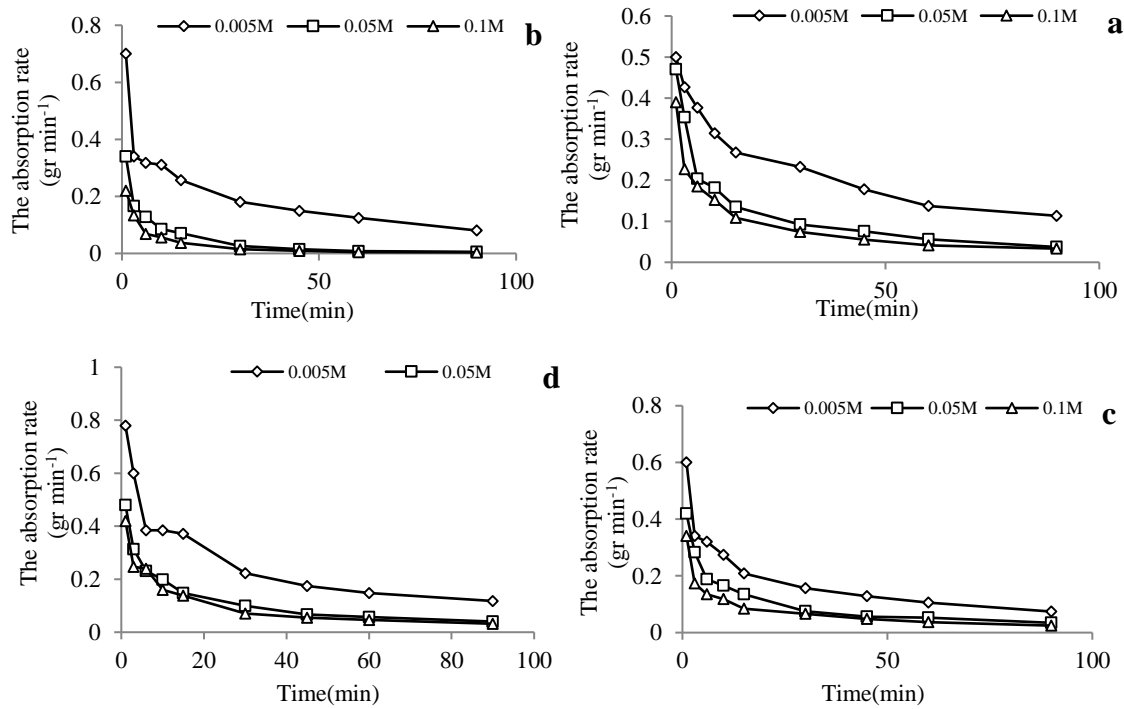 0.005M 0.05M 0.1M
b
The absorption rate
(gr min-1)
0.8
0.6
0.4
0.2
0
0 50 100
Time(min)
0.005M 0.05M 0.1M
a
The absorption rate
(gr min-1)
0.6
0.5
0.4
0.3
0.2
0.1
0
0 50 100
Time(min)
0.005M 0.05M
d
The absorption rate
(gr min-1)
1
0.8
0.6
0.4
0.2
0
0 20 40 60 80 100
Time(min)
0.005M 0.05M 0.1M
c
The absorption rate
(gr min-1)
0.8
0.6
0.4
0.2
0
0 50 100
Time(min)